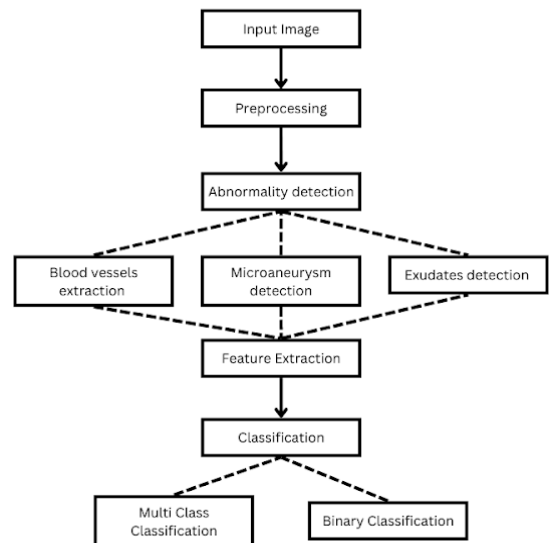 Input Image
Preprocessing
Abnormality detection
Blood vessels
extraction
Microaneurysm
detection
Exudates detection
Feature Extraction
Classification
Multi Class
Classification
Binary Classification